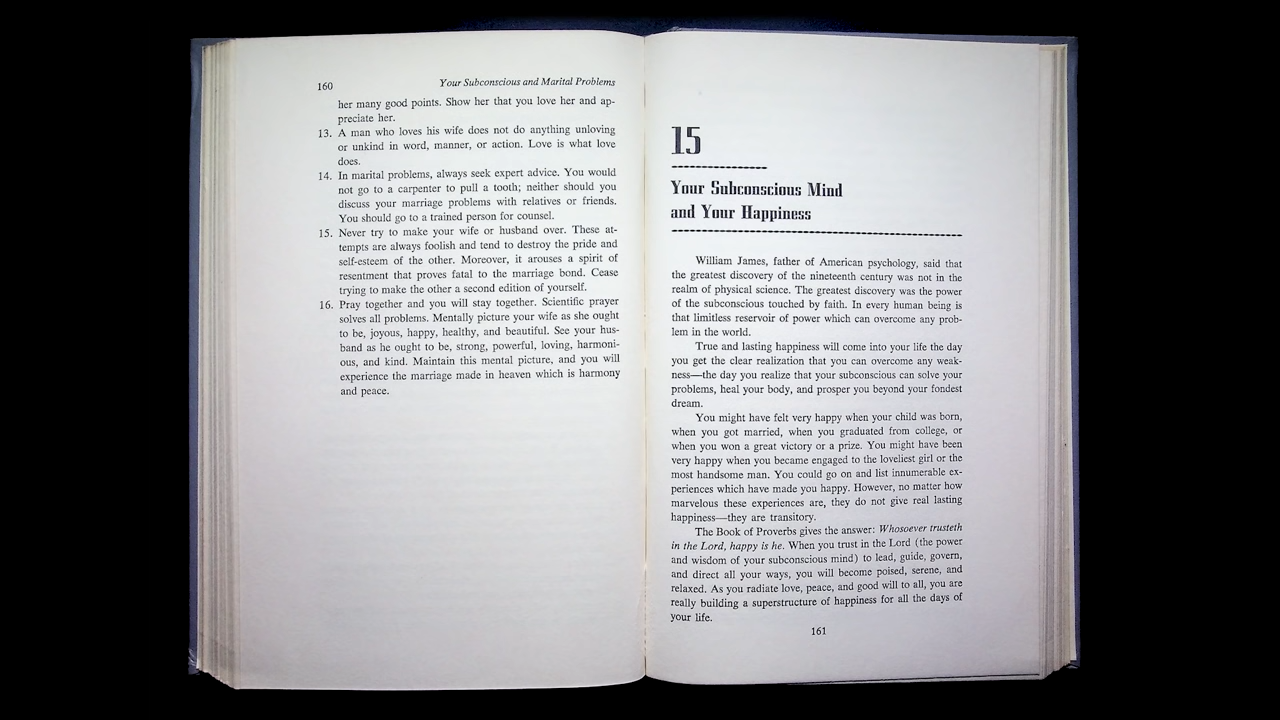 160
Your Subconscious and Marital Problems
her many good points. Show her that you love her and ap-
preciate her.
13. A man who loves his wife does not do anything unloving
or unkind in word, manner, or action. Love is what love
does.
14. In marital problems, always seek expert advice. You would
not go to a carpenter to pull a tooth; neither should you
discuss your marriage problems with relatives or friends.
You should go to a trained person for counsel.
15. Never try to make your wife or husband over. These at-
tempts are always foolish and tend to destroy the pride and
self-esteem of the other. Moreover, it arouses a spirit of
resentment that proves fatal to the marriage bond. Cease
trying to make the other a second edition of yourself.
16. Pray together and you will stay together. Scientific prayer
solves all problems. Mentally picture your wife as she ought
to be, joyous, happy, healthy, and beautiful. See your hus-
band as he ought to be, strong, powerful, loving, harmoni-
ous, and kind. Maintain this mental picture, and you will
experience the marriage made in heaven which is harmony
and peace.
15
Your Subconscious Mind
and Your Happiness
William James, father of American psychology, said that
the greatest discovery of the nineteenth century was not in the
realm of physical science. The greatest discovery was the power
of the subconscious touched by faith. In every human being is
that limitless reservoir of power which can overcome any prob-
lem in the world.
True and lasting happiness will come into your life the day
you get the clear realization that you can overcome any weak-
ness—the day you realize that your subconscious can solve your
problems, heal your body, and prosper you beyond your fondest
dream.
You might have felt very happy when your child was born,
when you got married, when you graduated from college, or
when you won a great victory or a prize. You might have been
very happy when you became engaged to the loveliest girl or the
most handsome man. You could go on and list innumerable ex-
periences which have made you happy. However, no matter how
marvelous these experiences are, they do not give real lasting
happiness—they are transitory.
The Book of Proverbs gives the answer: Whosoever trusteth
in the Lord, happy is he. When you trust in the Lord (the power
and wisdom of your subconscious mind) to lead, guide, govern,
and direct all your ways, you will become poised, serene, and
relaxed. As you radiate love, peace, and good will to all, you are
really building a superstructure of happiness for all the days of
your life.
161